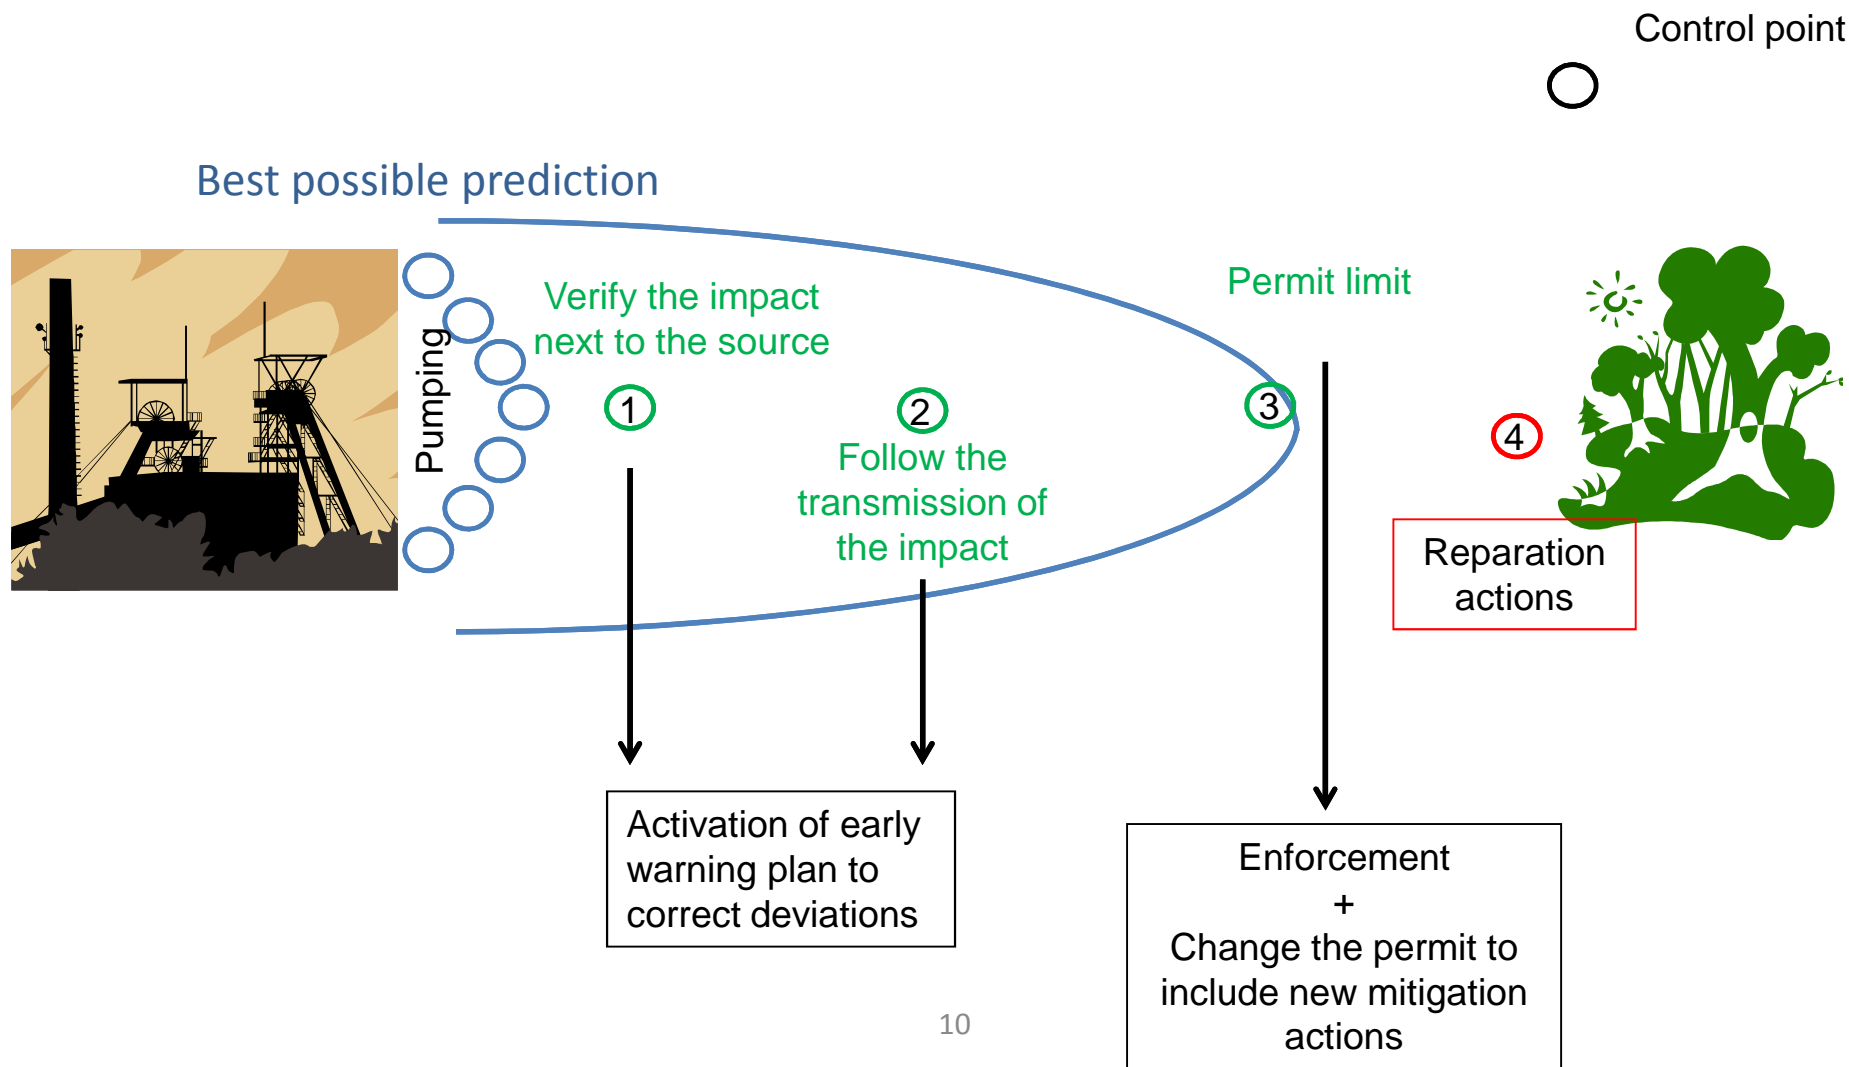 Control point
Best possible prediction
Pumping
Verify the impact
next to the source
1
2
Follow the
transmission of
the impact
3
Permit limit
4
Reparation
actions
Activation of early
warning plan to
correct deviations
Enforcement
+
Change the permit to
include new mitigation
actions
10